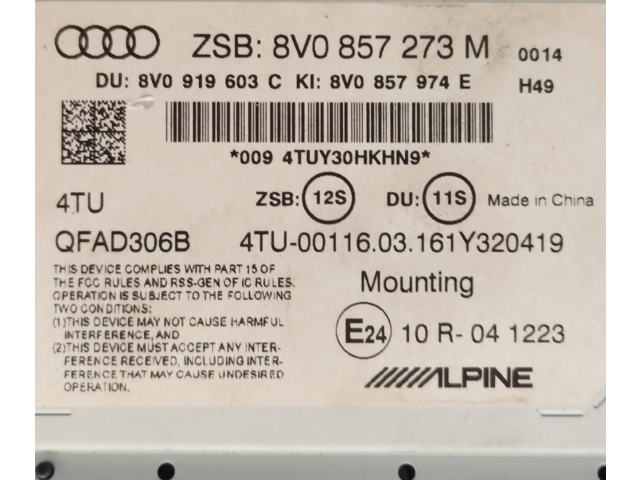 ZSB: 8V0 857 273 M 0014
DU: 8V0 919 603 C KI: 8V0 857 974 E H49
*009 4TUY30HKHN9*
4TU ZSB: 12S DU: 11S Made in China
QFAD306B 4TU-00116.03.161Y320419
THIS DEVICE COMPLIES WITH PART 15 OF
THE FCC RULES AND RSS-GEN OF IC RULES.
OPERATION IS SUBJECT TO THE FOLLOWING
TWO CONDITIONS:
(1)THIS DEVICE MAY NOT CAUSE HARMFUL
INTERFERENCE, AND
(2)THIS DEVICE MUST ACCEPT ANY INTER-
FERENCE RECEIVED, INCLUDING INTER-
FERENCE THAT MAY CAUSE UNDESIRED
OPERATION.
Mounting
E24 10 R- 04 1223
ALPINE